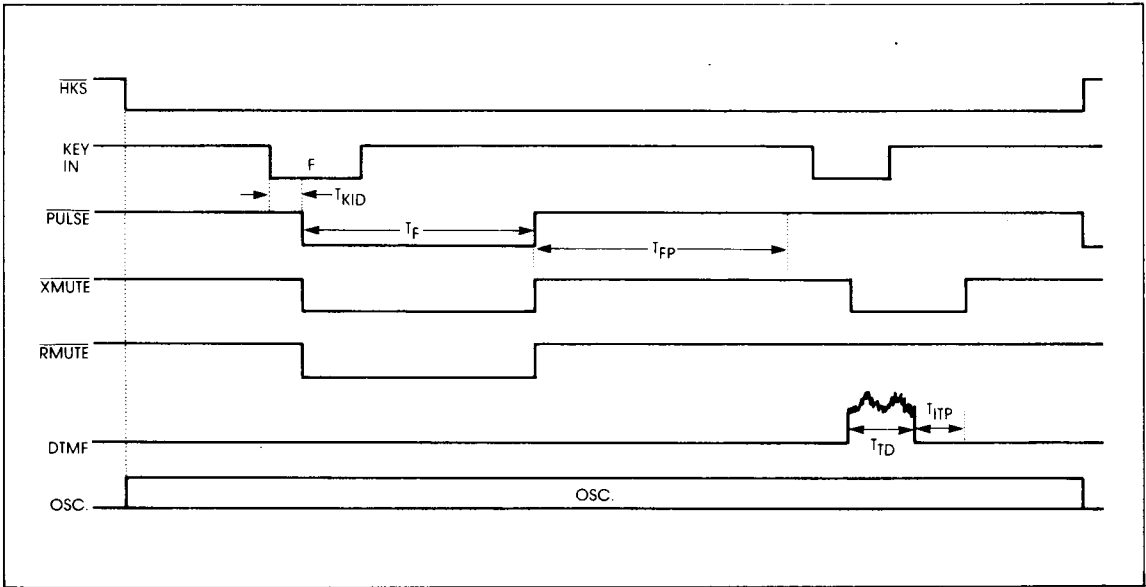 HKS
KEY
IN
F
TKID
PULSE
TF
TFP
XMUTE
RMUTE
TITP
DTMF
TTD
OSC.
OSC.